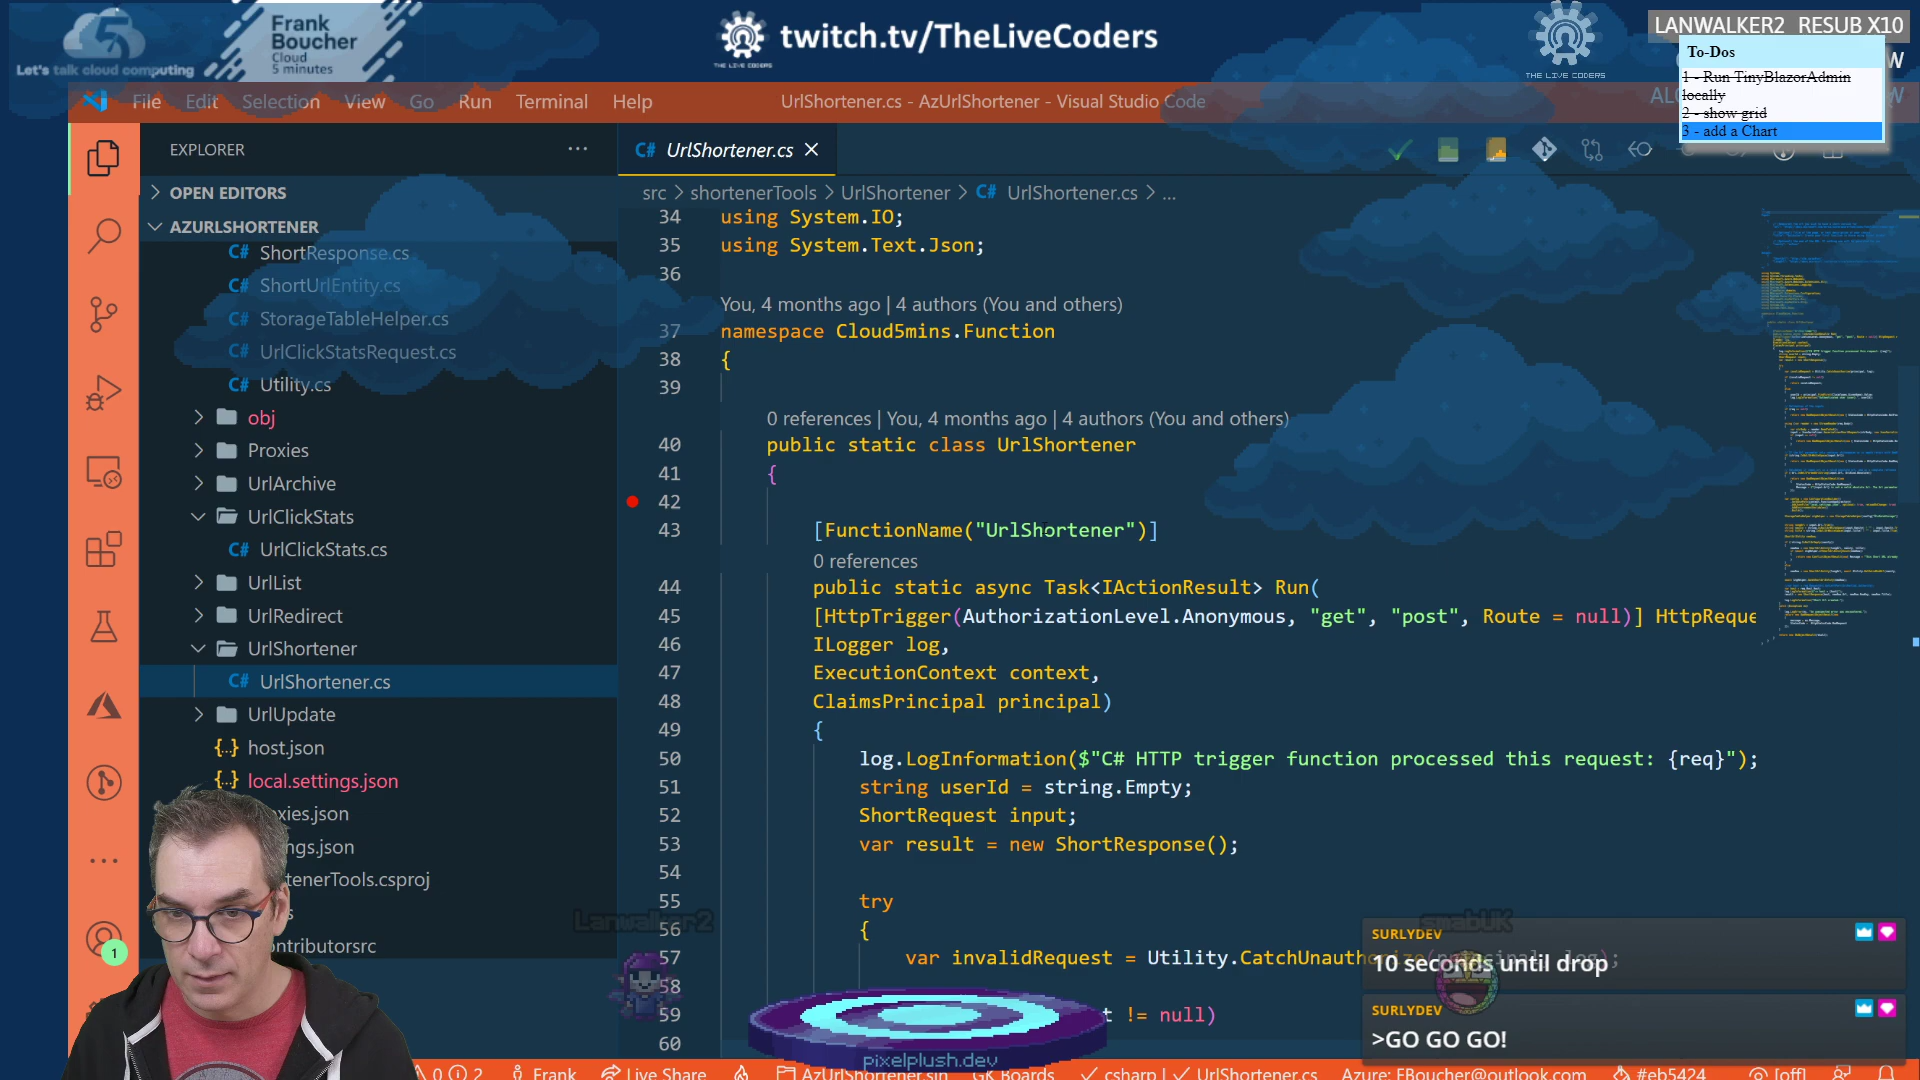 Let's talk cloud computing
Frank
Boucher
Cloud
5 minutes
THE LIVE CODERS
twitch.tv/TheLiveCoders
THE LIVE CODERS
LANWALKER2 RESUB X10
To-Dos
1 - Run TinyBlazorAdmin
locally
2 - show grid
3 - add a Chart
File Edit Selection View Go Run Terminal Help
UrlShortener.cs - AzUrlShortener - Visual Studio Code
EXPLORER
OPEN EDITORS
AZURLSHORTENER
C# ShortResponse.cs
C# ShortUrlEntity.cs
C# StorageTableHelper.cs
C# UrlClickStatsRequest.cs
C# Utility.cs
obj
Proxies
UrlArchive
UrlClickStats
C# UrlClickStats.cs
UrlList
UrlRedirect
UrlShortener
C# UrlShortener.cs
UrlUpdate
{..} host.json
{..} local.settings.json
oxies.json
ngs.json
tenerTools.csproj
s
ontributorsrc
1
C# UrlShortener.cs
src > shortenerTools > UrlShortener > C# UrlShortener.cs > ...
34 using System.IO;
35 using System.Text.Json;
36
You, 4 months ago | 4 authors (You and others)
37 namespace Cloud5mins.Function
38 {
39
0 references | You, 4 months ago | 4 authors (You and others)
40 public static class UrlShortener
41 {
42
43 [FunctionName("UrlShortener")]
0 references
44 public static async Task<IActionResult> Run(
45 [HttpTrigger(AuthorizationLevel.Anonymous, "get", "post", Route = null)] HttpReque
46 ILogger log,
47 ExecutionContext context,
48 ClaimsPrincipal principal)
49 {
50 log.LogInformation($"C# HTTP trigger function processed this request: {req}");
51 string userId = string.Empty;
52 ShortRequest input;
53 var result = new ShortResponse();
54
55 try
56 {
57 var invalidRequest = Utility.CatchUnauthorize(principal, log);
58
59 t != null)
60
Lanwalker2
smabUK
pixelplush.dev
SURLYDEV
10 seconds until drop
SURLYDEV
>GO GO GO!
0 2 Frank Live Share AzUrlShortener.sln GK Boards csharp | UrlShortener.cs Azure: FBoucher@outlook.com #eb5424 [off]